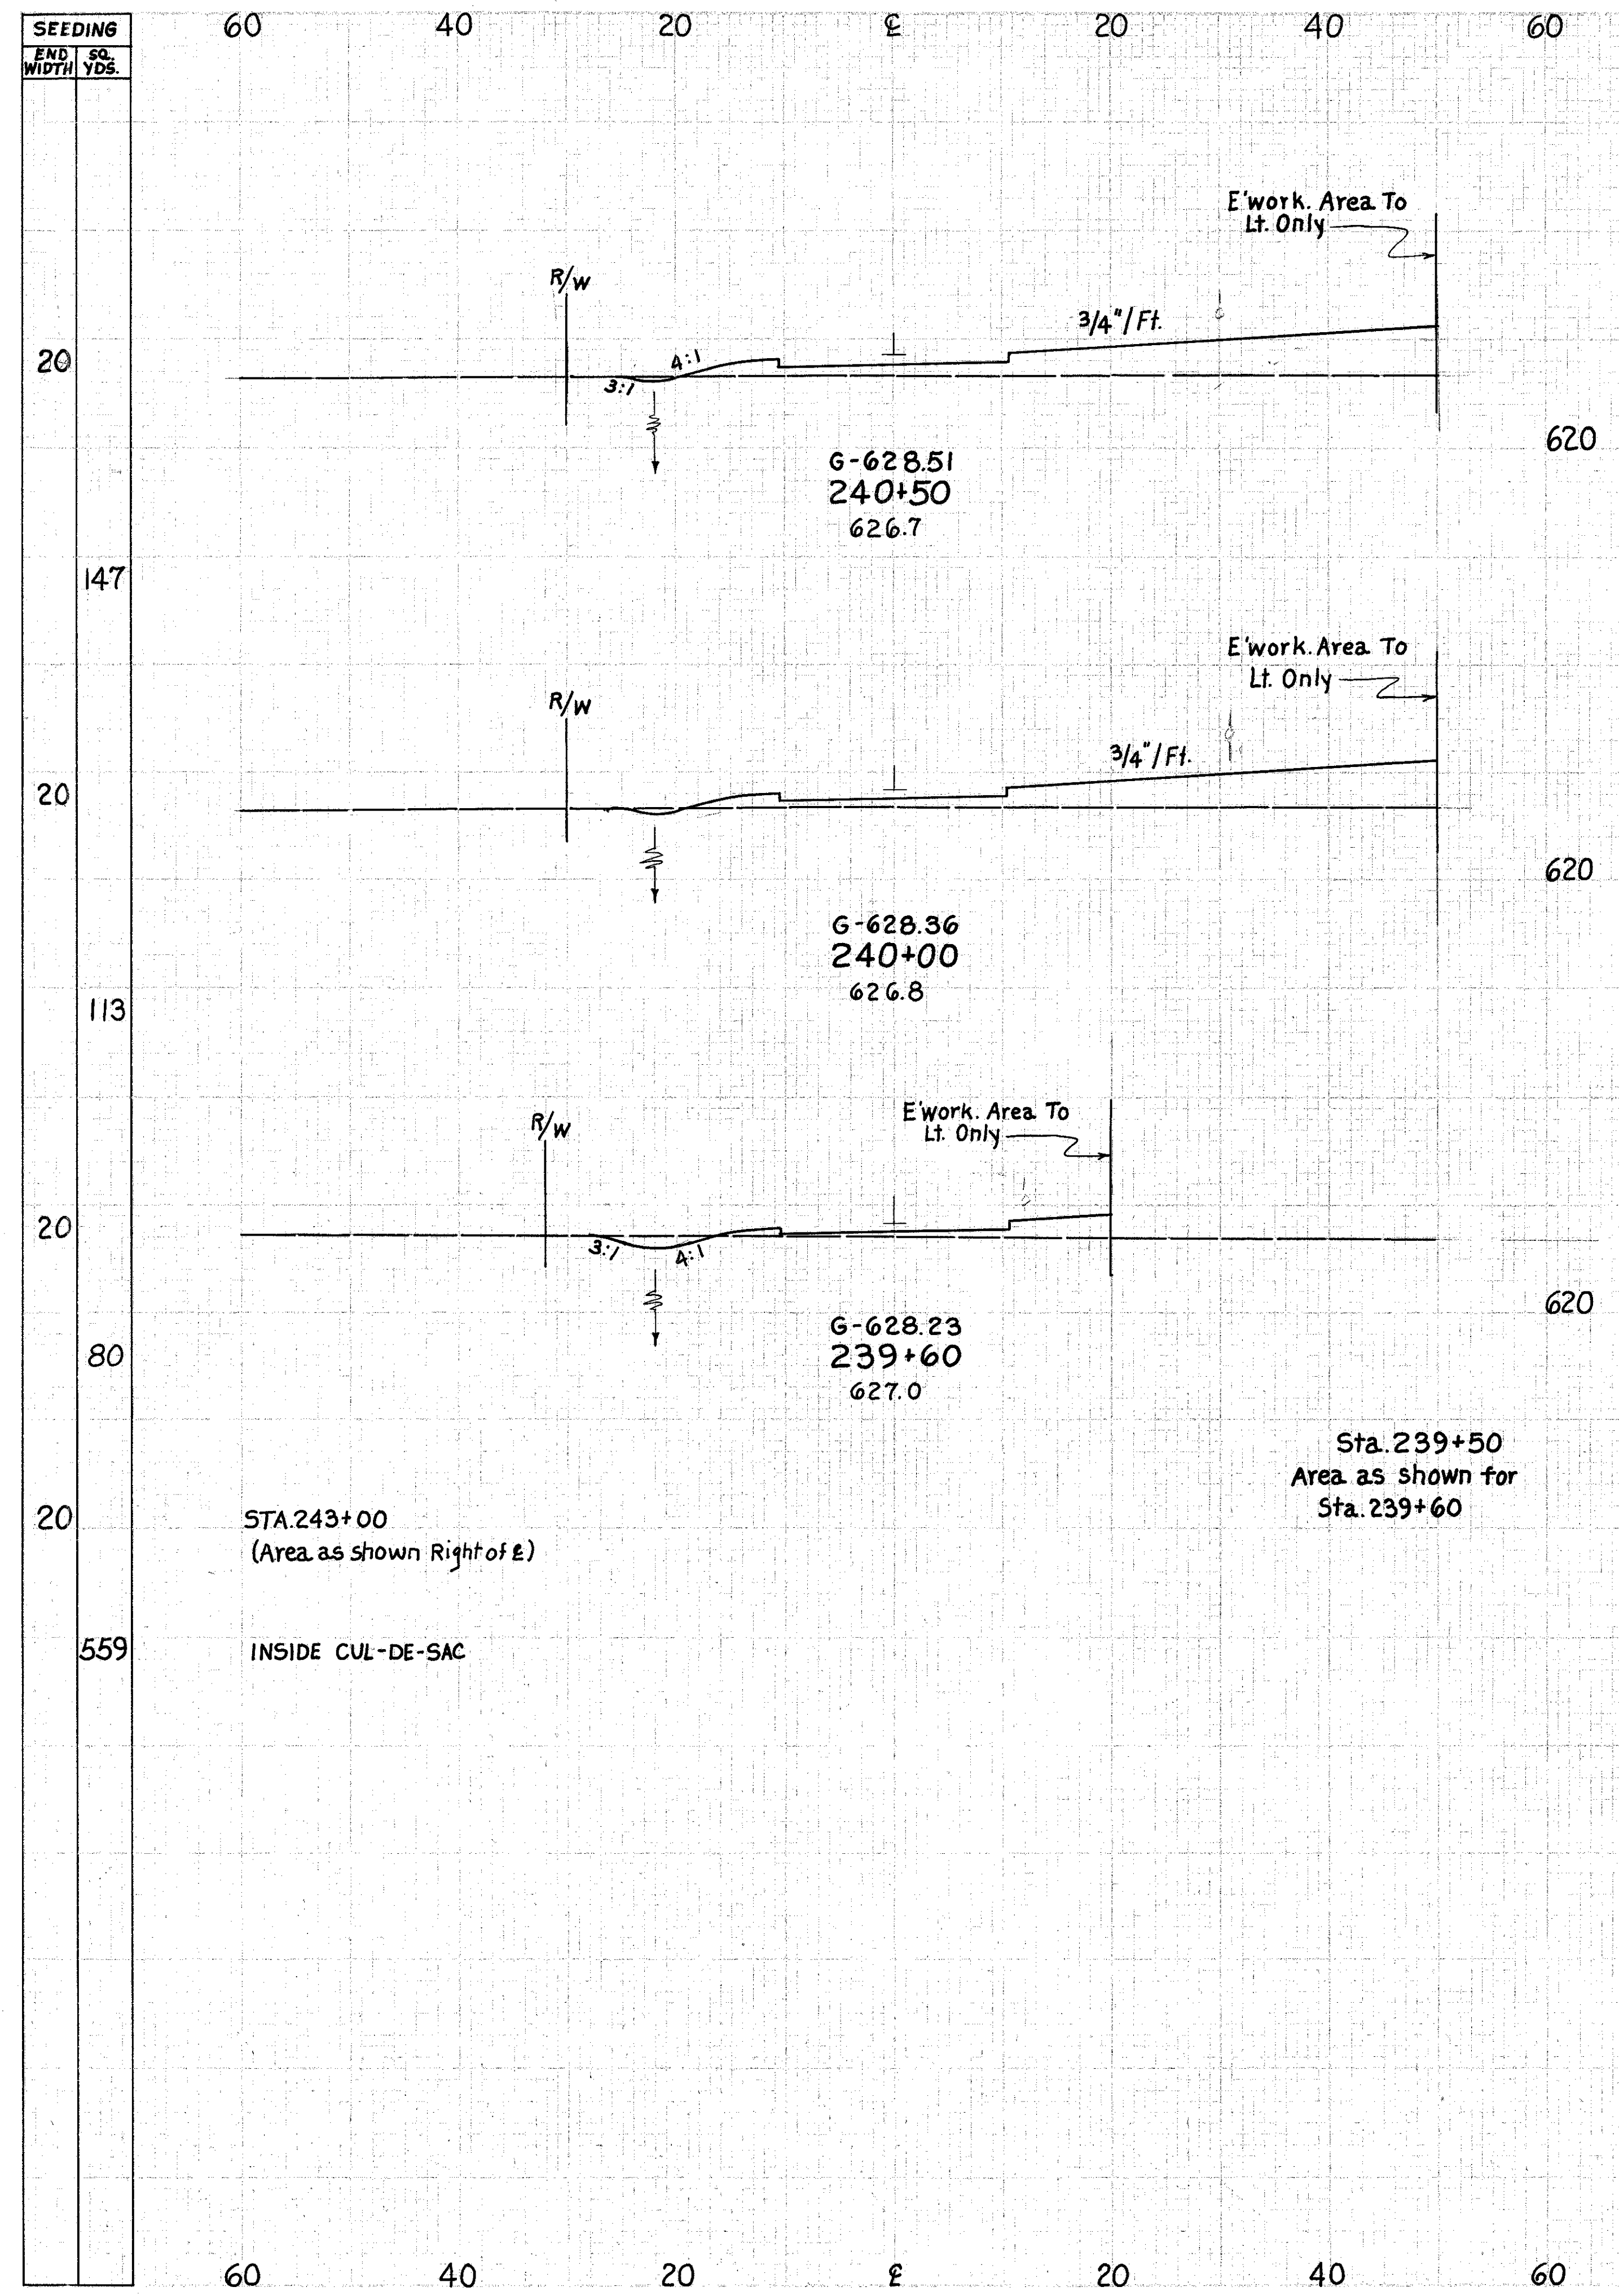 SEEDING
END WIDTH
SQ. YDS.
60 40 20 ℄ 20 40 60
E'work. Area To
Lt. Only
R/W
3/4"/Ft.
4:1
20
3:1
620
G-628.51
240+50
626.7
147
E'work. Area To
Lt. Only
R/W
3/4"/Ft.
20
620
G-628.36
240+00
626.8
113
E'work. Area To
Lt. Only
R/W
20
3:1
4:1
620
G-628.23
239+60
627.0
80
Sta.239+50
Area as shown for
Sta.239+60
20
STA.243+00
(Area as shown Right of ℄)
559
INSIDE CUL-DE-SAC
60 40 20 ℄ 20 40 60